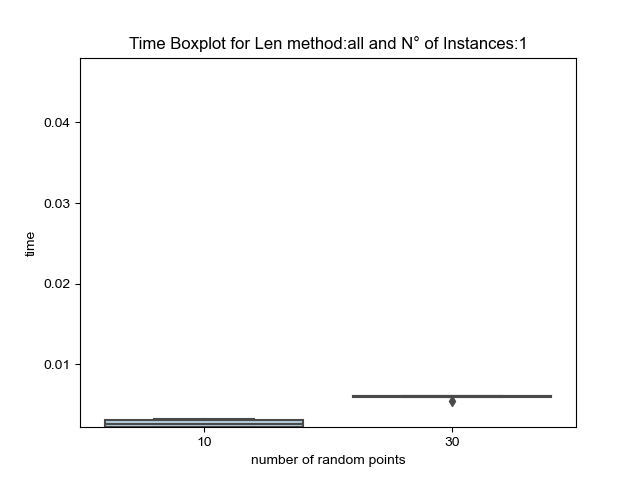 Time Boxplot for Len method:all and N° of Instances:1
0.04
0.03
0.02
0.01
time
10
30
number of random points